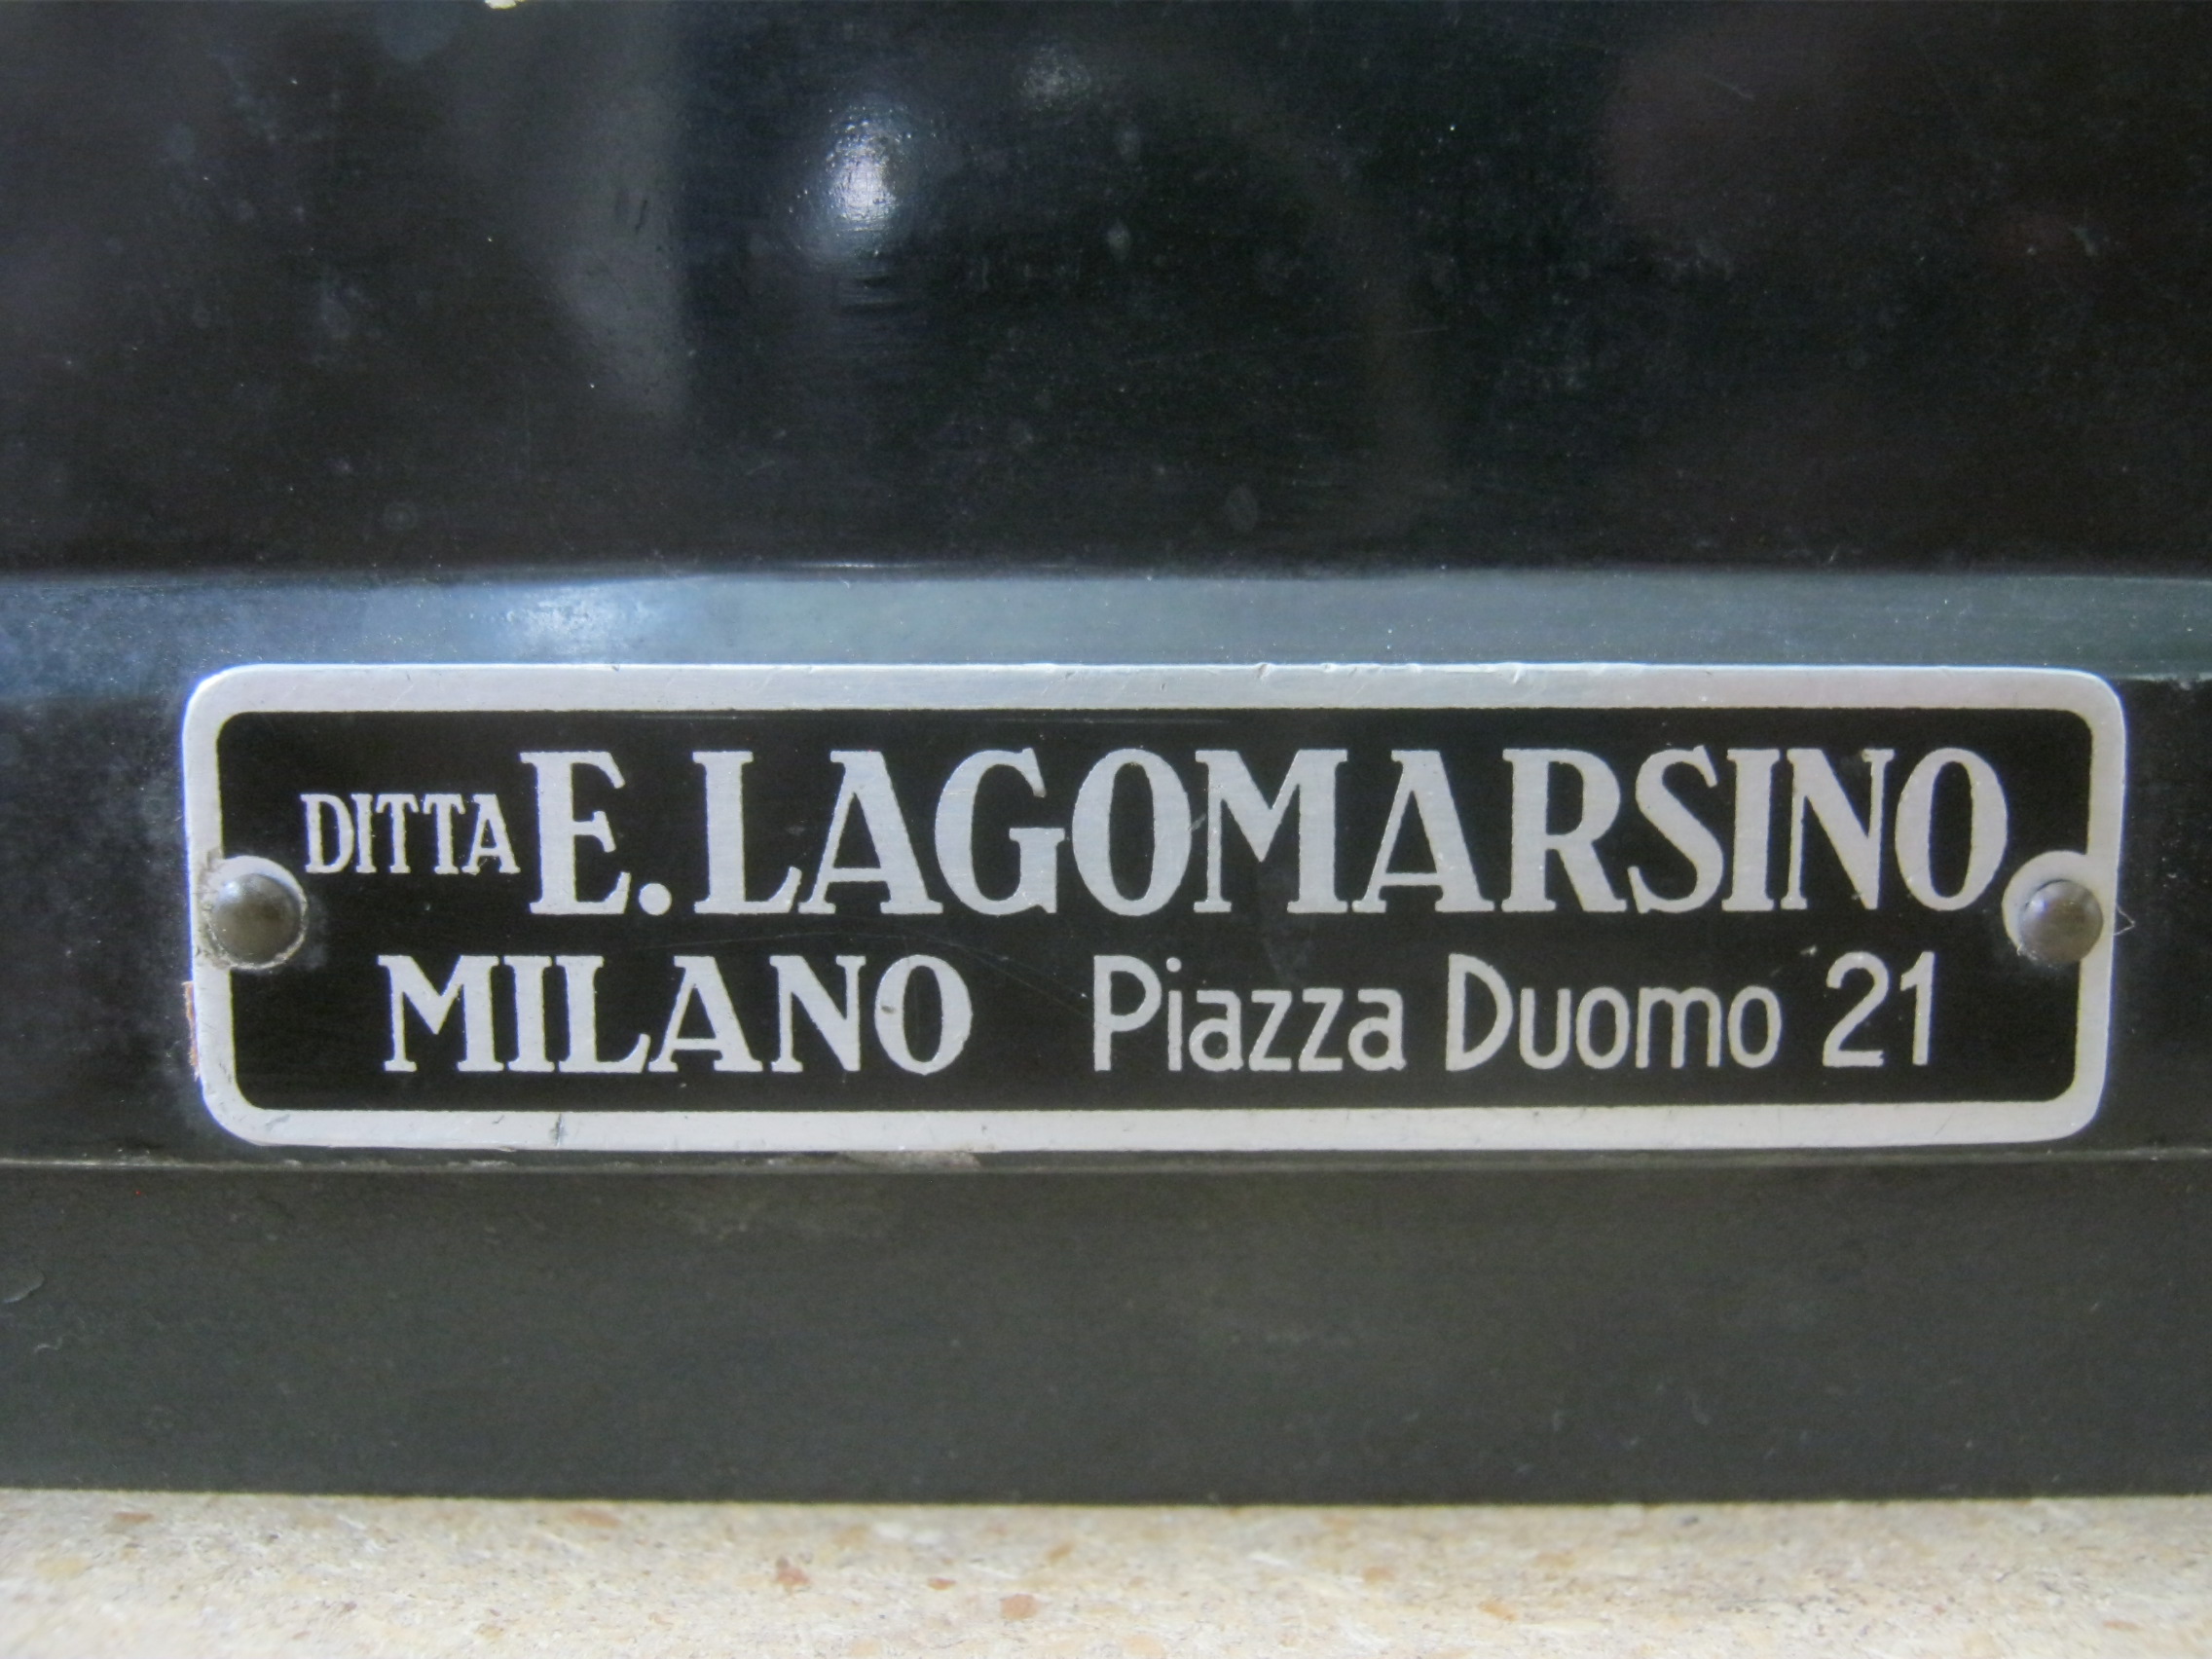 DITTA E. LAGOMARSINO
MILANO Piazza Duomo 21